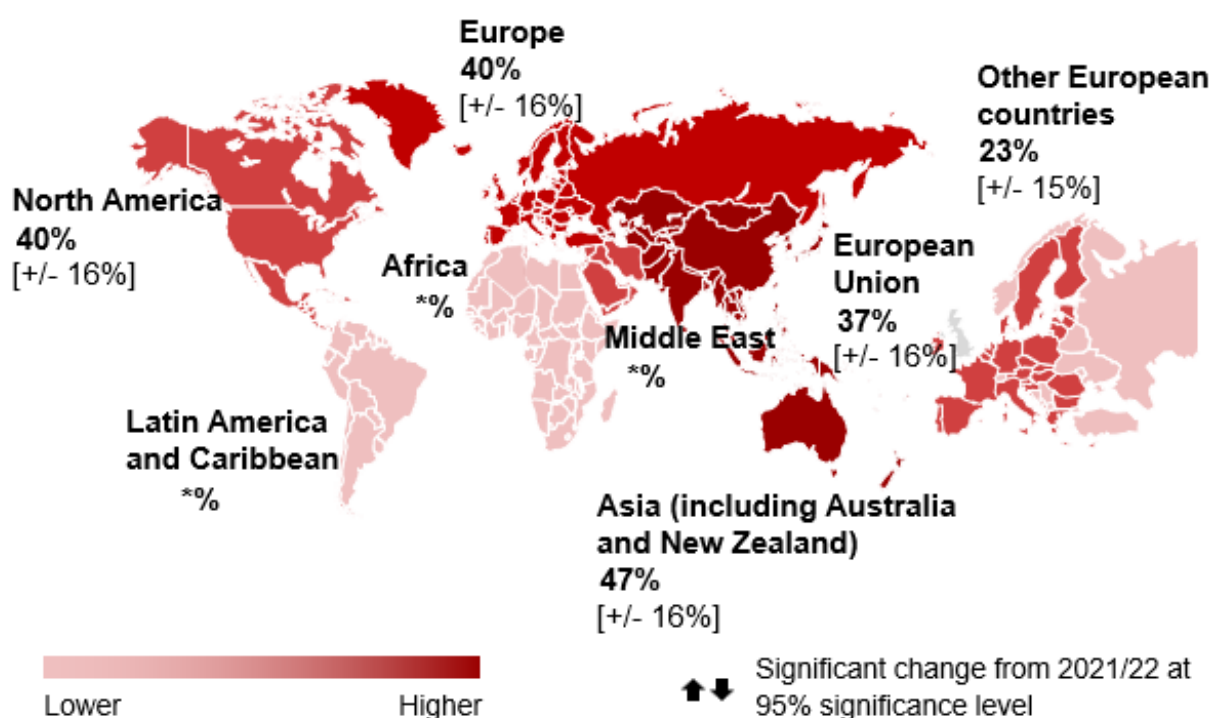 Europe
40%
[+/- 16%]
Other European
countries
23%
[+/- 15%]
North America
40%
[+/- 16%]
Africa
*%
Middle East
*%
European
Union
37%
[+/- 16%]
Latin America
and Caribbean
*%
Asia (including Australia
and New Zealand)
47%
[+/- 16%]
Lower
Higher
Significant change from 2021/22 at
95% significance level